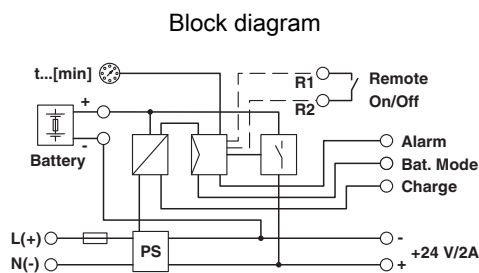 Block diagram
t...[min]
R1
Remote
R2
On/Off
+
-
Battery
Alarm
Bat. Mode
Charge
L(+)
PS
-
+24 V/2A
N(-)
+